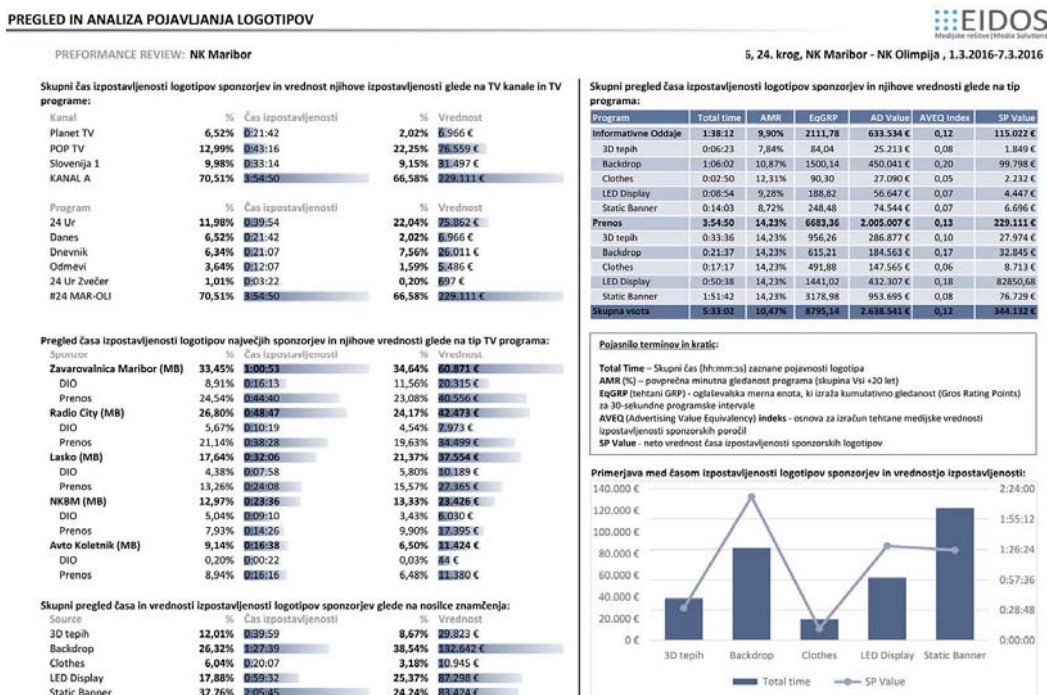 PREGLED IN ANALIZA POJAVLJANJA LOGOTIPOV
EIDOS
Medijske rešitve|Media Solutions
PREFORMANCE REVIEW: NK Maribor
6, 24. krog, NK Maribor - NK Olimpija , 1.3.2016-7.3.2016
Skupni čas izpostavljenosti logotipov sponzorjev in vrednost njihove izpostavljenosti glede na TV kanale in TV
programe:
Kanal % Čas izpostavljenosti % Vrednost
Planet TV 6,52% 0:21:42 2,02% 6.966 €
POP TV 12,99% 0:43:16 22,25% 76.559 €
Slovenija 1 9,98% 0:33:14 9,15% 31.497 €
KANAL A 70,51% 3:54:50 66,58% 229.111 €
Program % Čas izpostavljenosti % Vrednost
24 Ur 11,98% 0:39:54 22,04% 75.862 €
Danes 6,52% 0:21:42 2,02% 6.966 €
Dnevnik 6,34% 0:21:07 7,56% 26.011 €
Odmevi 3,64% 0:12:07 1,59% 5.486 €
24 Ur Zvečer 1,01% 0:03:22 0,20% 697 €
#24 MAR-OLI 70,51% 3:54:50 66,58% 229.111 €
Pregled časa izpostavljenosti logotipov največjih sponzorjev in njihove vrednosti glede na tip TV programa:
Sponzor % Čas izpostavljenosti % Vrednost
Zavarovalnica Maribor (MB) 33,45% 1:00:53 34,64% 60.871 €
DIO 8,91% 0:16:13 11,56% 20.315 €
Prenos 24,54% 0:44:40 23,08% 40.556 €
Radio City (MB) 26,80% 0:48:47 24,17% 42.473 €
DIO 5,67% 0:10:19 4,54% 7.973 €
Prenos 21,14% 0:38:28 19,63% 34.499 €
Lasko (MB) 17,64% 0:32:06 21,37% 37.554 €
DIO 4,38% 0:07:58 5,80% 10.189 €
Prenos 13,26% 0:24:08 15,57% 27.365 €
NKBM (MB) 12,97% 0:23:36 13,33% 23.426 €
DIO 5,04% 0:09:10 3,43% 6.030 €
Prenos 7,93% 0:14:26 9,90% 17.395 €
Avto Koletnik (MB) 9,14% 0:16:38 6,50% 11.424 €
DIO 0,20% 0:00:22 0,03% 44 €
Prenos 8,94% 0:16:16 6,48% 11.380 €
Skupni pregled časa in vrednosti izpostavljenosti logotipov sponzorjev glede na nosilce znamčenja:
Source % Čas izpostavljenosti % Vrednost
3D tepih 12,01% 0:39:59 8,67% 29.823 €
Backdrop 26,32% 1:27:39 38,54% 132.642 €
Clothes 6,04% 0:20:07 3,18% 10.945 €
LED Display 17,88% 0:59:32 25,37% 87.298 €
Static Banner 37,76% 2:05:45 24,24% 83.424 €
Skupni pregled časa izpostavljenosti logotipov sponzorjev in njihove vrednosti glede na tip
programa:
Program Total time AMR EqGRP AD Value AVEQ Index SP Value
Informativne Oddaje 1:38:12 9,90% 2111,78 633.534 € 0,12 115.022 €
3D tepih 0:06:23 7,84% 84,04 25.213 € 0,08 1.849 €
Backdrop 1:06:02 10,87% 1500,14 450.041 € 0,20 99.798 €
Clothes 0:02:50 12,31% 90,30 27.090 € 0,05 2.232 €
LED Display 0:08:54 9,28% 188,82 56.647 € 0,07 4.447 €
Static Banner 0:14:03 8,72% 248,48 74.544 € 0,07 6.696 €
Prenos 3:54:50 14,23% 6683,36 2.005.007 € 0,13 229.111 €
3D tepih 0:33:36 14,23% 956,26 286.877 € 0,10 27.974 €
Backdrop 0:21:37 14,23% 615,21 184.563 € 0,17 32.845 €
Clothes 0:17:17 14,23% 491,88 147.565 € 0,06 8.713 €
LED Display 0:50:38 14,23% 1441,02 432.307 € 0,18 82850,68
Static Banner 1:51:42 14,23% 3178,98 953.695 € 0,08 76.729 €
Skupna vsota 5:33:02 10,47% 8795,14 2.638.541 € 0,12 344.132 €
Pojasnilo terminov in kratic:
Total Time – Skupni čas (hh:mm:ss) zaznane pojavnosti logotipa
AMR (%) – povprečna minutna gledanost programa (skupina Vsi +20 let)
EqGRP (tehtani GRP) - oglaševalska merna enota, ki izraža kumulativno gledanost (Gross Rating Points)
za 30-sekundne programske intervale
AVEQ (Advertising Value Equivalency) indeks - osnova za izračun tehtane medijske vrednosti
izpostavljenosti sponzorskih poročil
SP Value - neto vrednost časa izpostavljenosti sponzorskih logotipov
Primerjava med časom izpostavljenosti logotipov sponzorjev in vrednostjo izpostavljenosti:
140.000 € 2:24:00
120.000 € 1:55:12
100.000 €
80.000 € 1:26:24
60.000 € 0:57:36
40.000 € 0:28:48
20.000 €
0 € 0:00:00
3D tepih Backdrop Clothes LED Display Static Banner
Total time SP Value